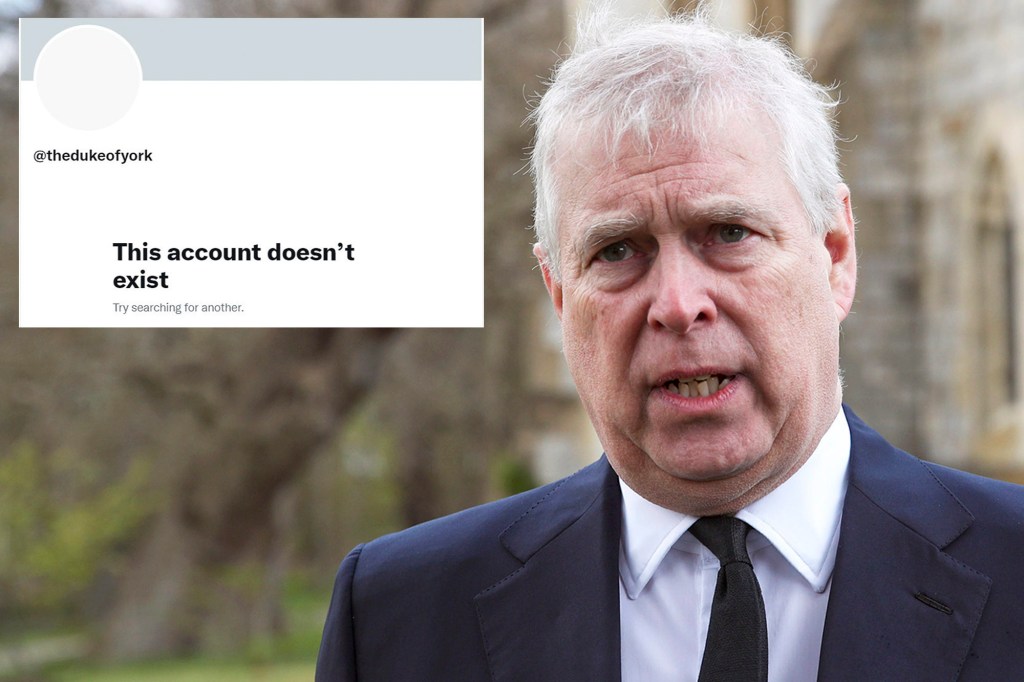 @thedukeofyork
This account doesn’t
exist
Try searching for another.